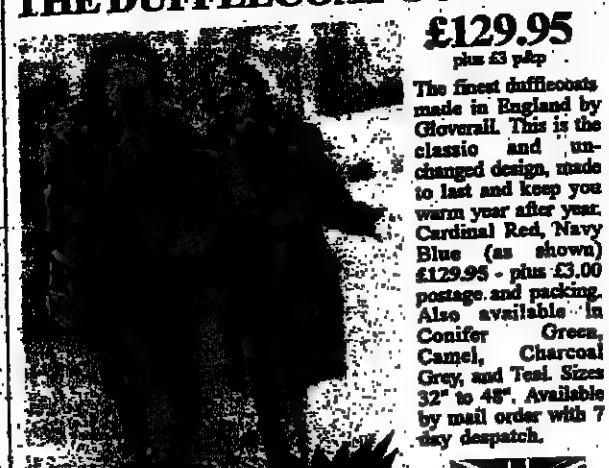 THE DUFFLECOAT
£129.95
plus £3 p&p
The finest dufflecoats
made in England by
Gloverall. This is the
classic and un-
changed design, made
to last and keep you
warm year after year.
Cardinal Red, Navy
Blue (as shown)
£129.95 - plus £3.00
postage and packing.
Also available in
Conifer Green,
Camel, Charcoal
Grey, and Teal. Sizes
32" to 48". Available
by mail order with 7
day despatch.